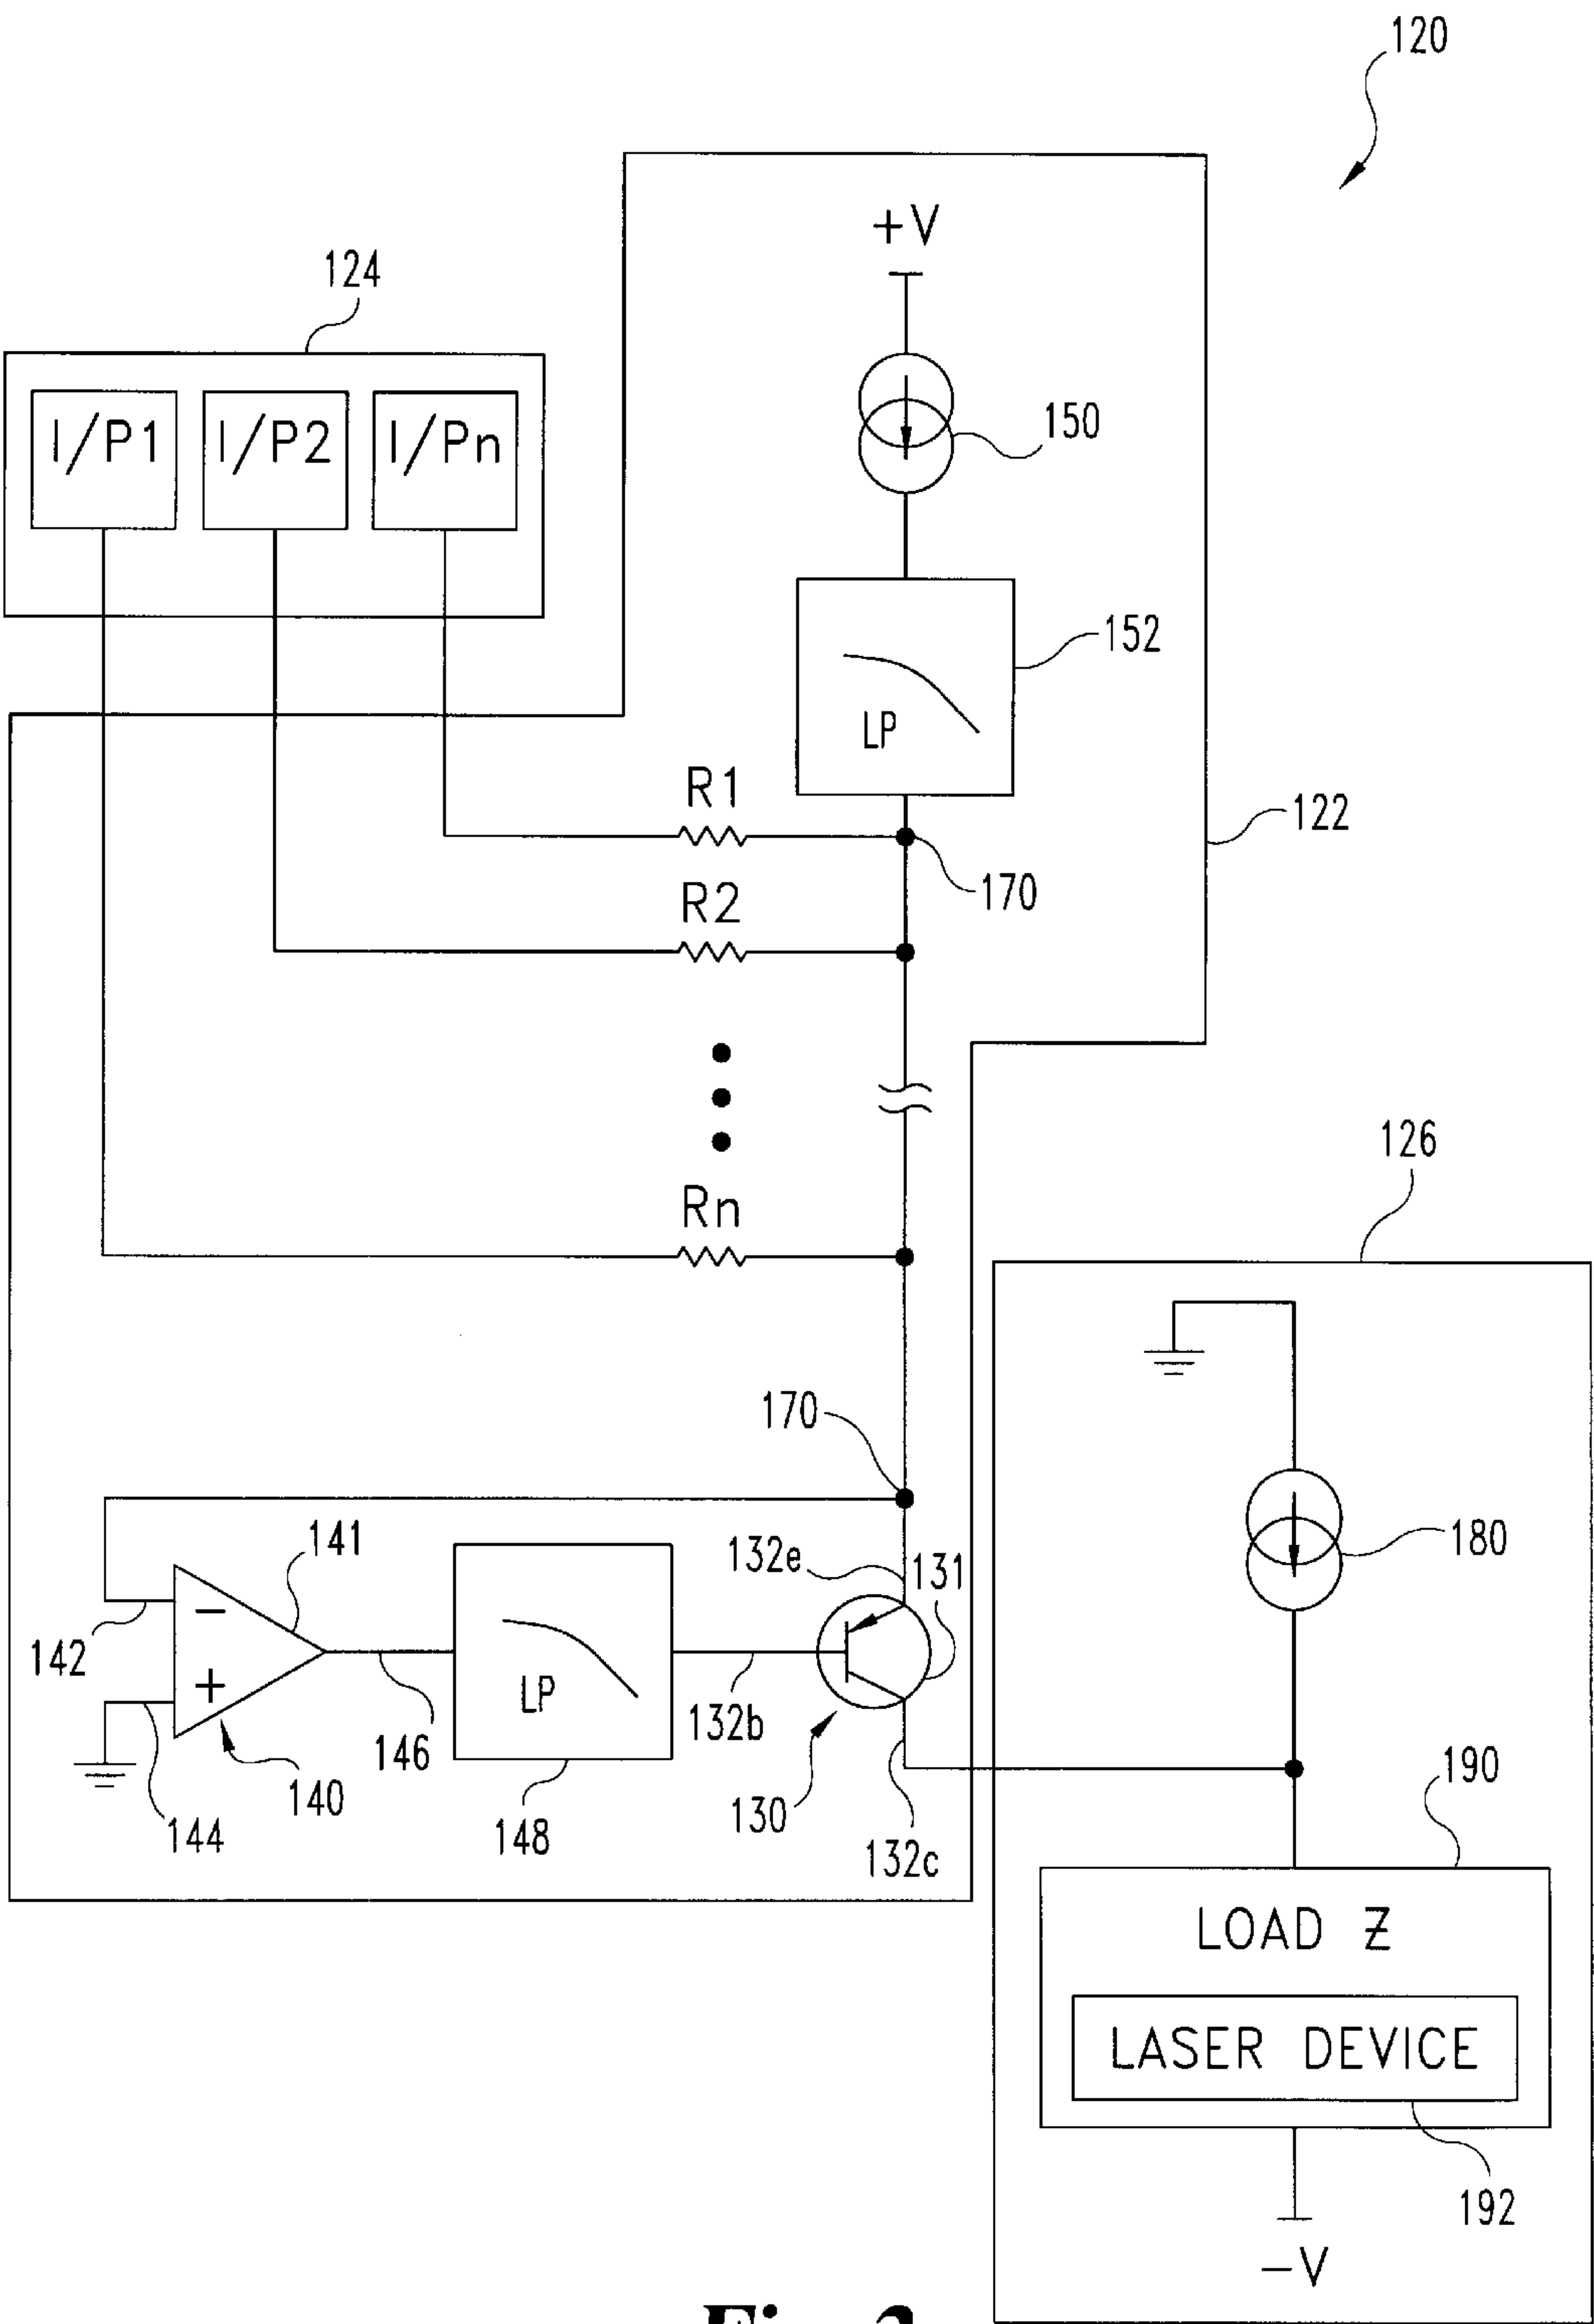 120
+V
124
I/P1 I/P2 I/Pn
150
152
LP
R1
122
170
R2
126
Rn
170
141
132e
131
180
142
−
+
LP
132b
146
140
144
148
130
132c
190
LOAD Z
LASER DEVICE
192
−V